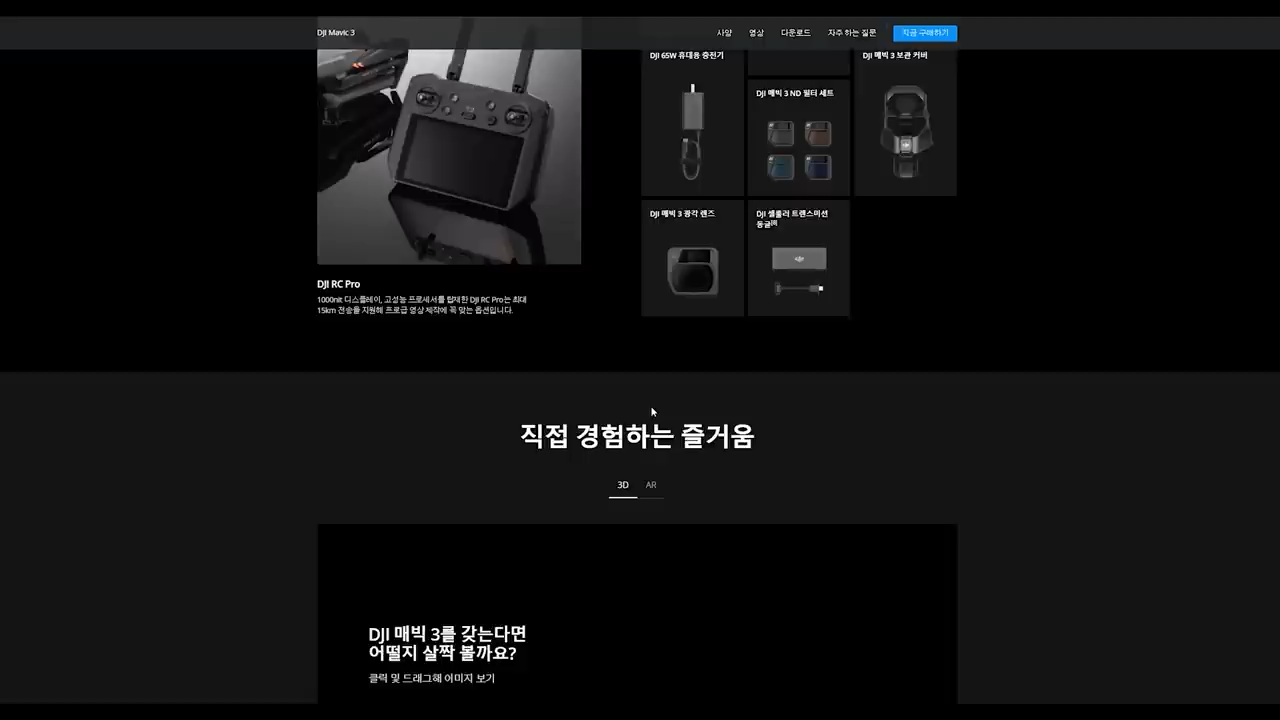 DJI Mavic 3
사양
영상
다운로드
자주 하는 질문
지금 구매하기
DJI 65W 휴대용 충전기
DJI 매빅 3 보관 커버
DJI 매빅 3 ND 필터 세트
DJI 매빅 3 광각 렌즈
DJI 셀룰러 트랜스미션
동글[8]
DJI RC Pro
1000nit 디스플레이, 고성능 프로세서를 탑재한 DJI RC Pro는 최대
15km 전송을 지원해 프로급 영상 제작에 꼭 맞는 옵션입니다.
직접 경험하는 즐거움
3D
AR
DJI 매빅 3를 갖는다면
어떨지 살짝 볼까요?
클릭 및 드래그해 이미지 보기